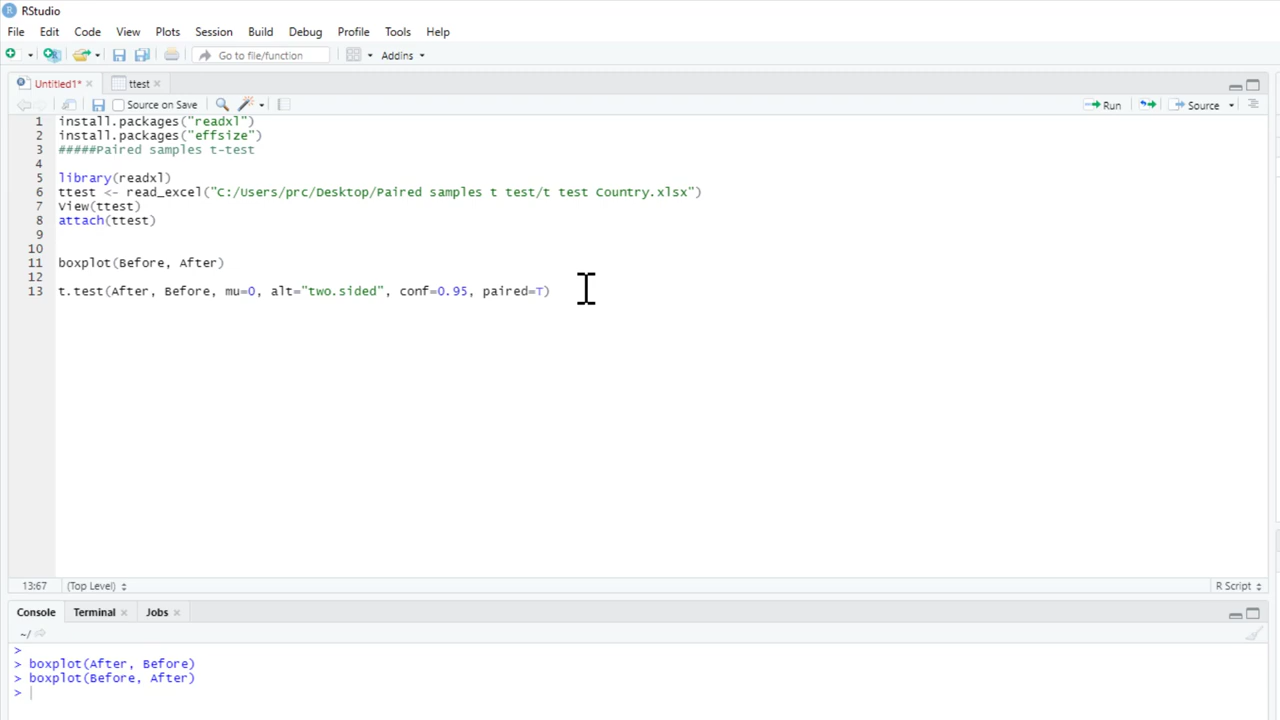 RStudio
File Edit Code View Plots Session Build Debug Profile Tools Help
Go to file/function Addins
Untitled1* ttest
Source on Save Run Source
1 install.packages("readxl")
2 install.packages("effsize")
3 #####Paired samples t-test
4
5 library(readxl)
6 ttest <- read_excel("C:/Users/prc/Desktop/Paired samples t test/t test Country.xlsx")
7 View(ttest)
8 attach(ttest)
9
10
11 boxplot(Before, After)
12
13 t.test(After, Before, mu=0, alt="two.sided", conf=0.95, paired=T)
13:67 (Top Level) R Script
Console Terminal Jobs
~/
>
> boxplot(After, Before)
> boxplot(Before, After)
>